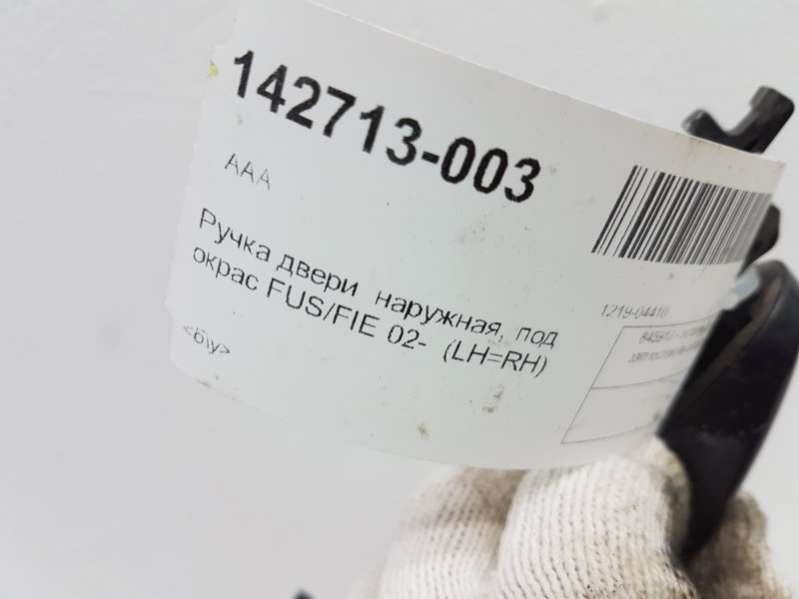 142713-003
AAA
Ручка двери наружная, под
окрас FUS/FIE 02- (LH=RH)
<б\у>
1219-04410